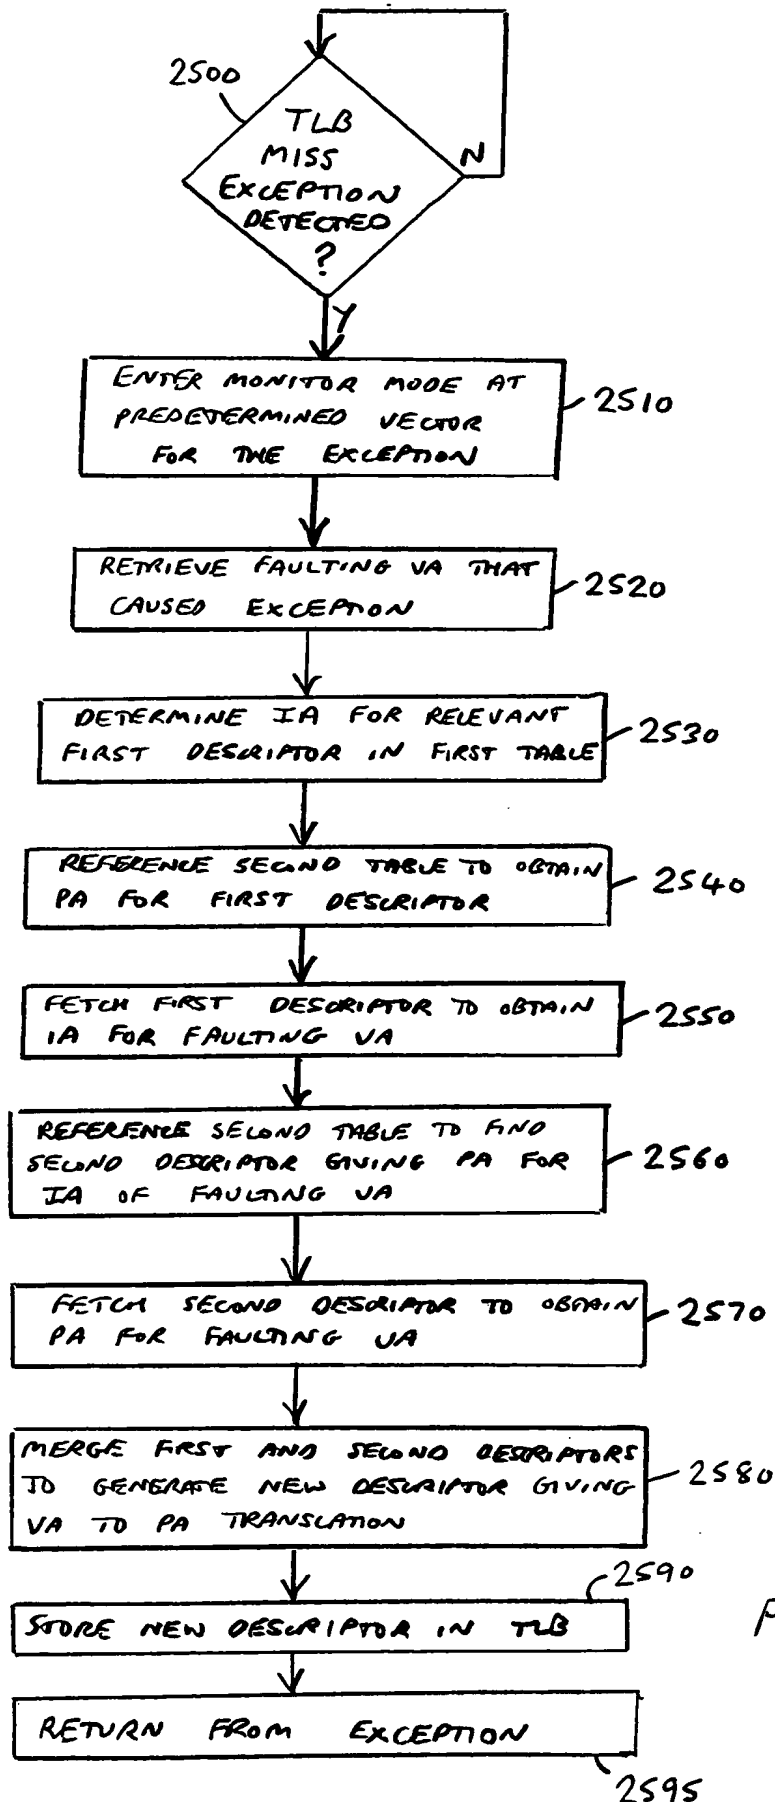 2500
TLB
MISS
EXCEPTION
DETECTED
?
N
Y
ENTER MONITOR MODE AT
PREDETERMINED VECTOR
FOR THE EXCEPTION
2510
RETRIEVE FAULTING VA THAT
CAUSED EXCEPTION
2520
DETERMINE IA FOR RELEVANT
FIRST DESCRIPTOR IN FIRST TABLE
2530
REFERENCE SECOND TABLE TO OBTAIN
PA FOR FIRST DESCRIPTOR
2540
FETCH FIRST DESCRIPTOR TO OBTAIN
IA FOR FAULTING VA
2550
REFERENCE SECOND TABLE TO FIND
SECOND DESCRIPTOR GIVING PA FOR
IA OF FAULTING VA
2560
FETCH SECOND DESCRIPTOR TO OBTAIN
PA FOR FAULTING VA
2570
MERGE FIRST AND SECOND DESCRIPTORS
TO GENERATE NEW DESCRIPTOR GIVING
VA TO PA TRANSLATION
2580
2590
STORE NEW DESCRIPTOR IN TLB
RETURN FROM EXCEPTION
2595